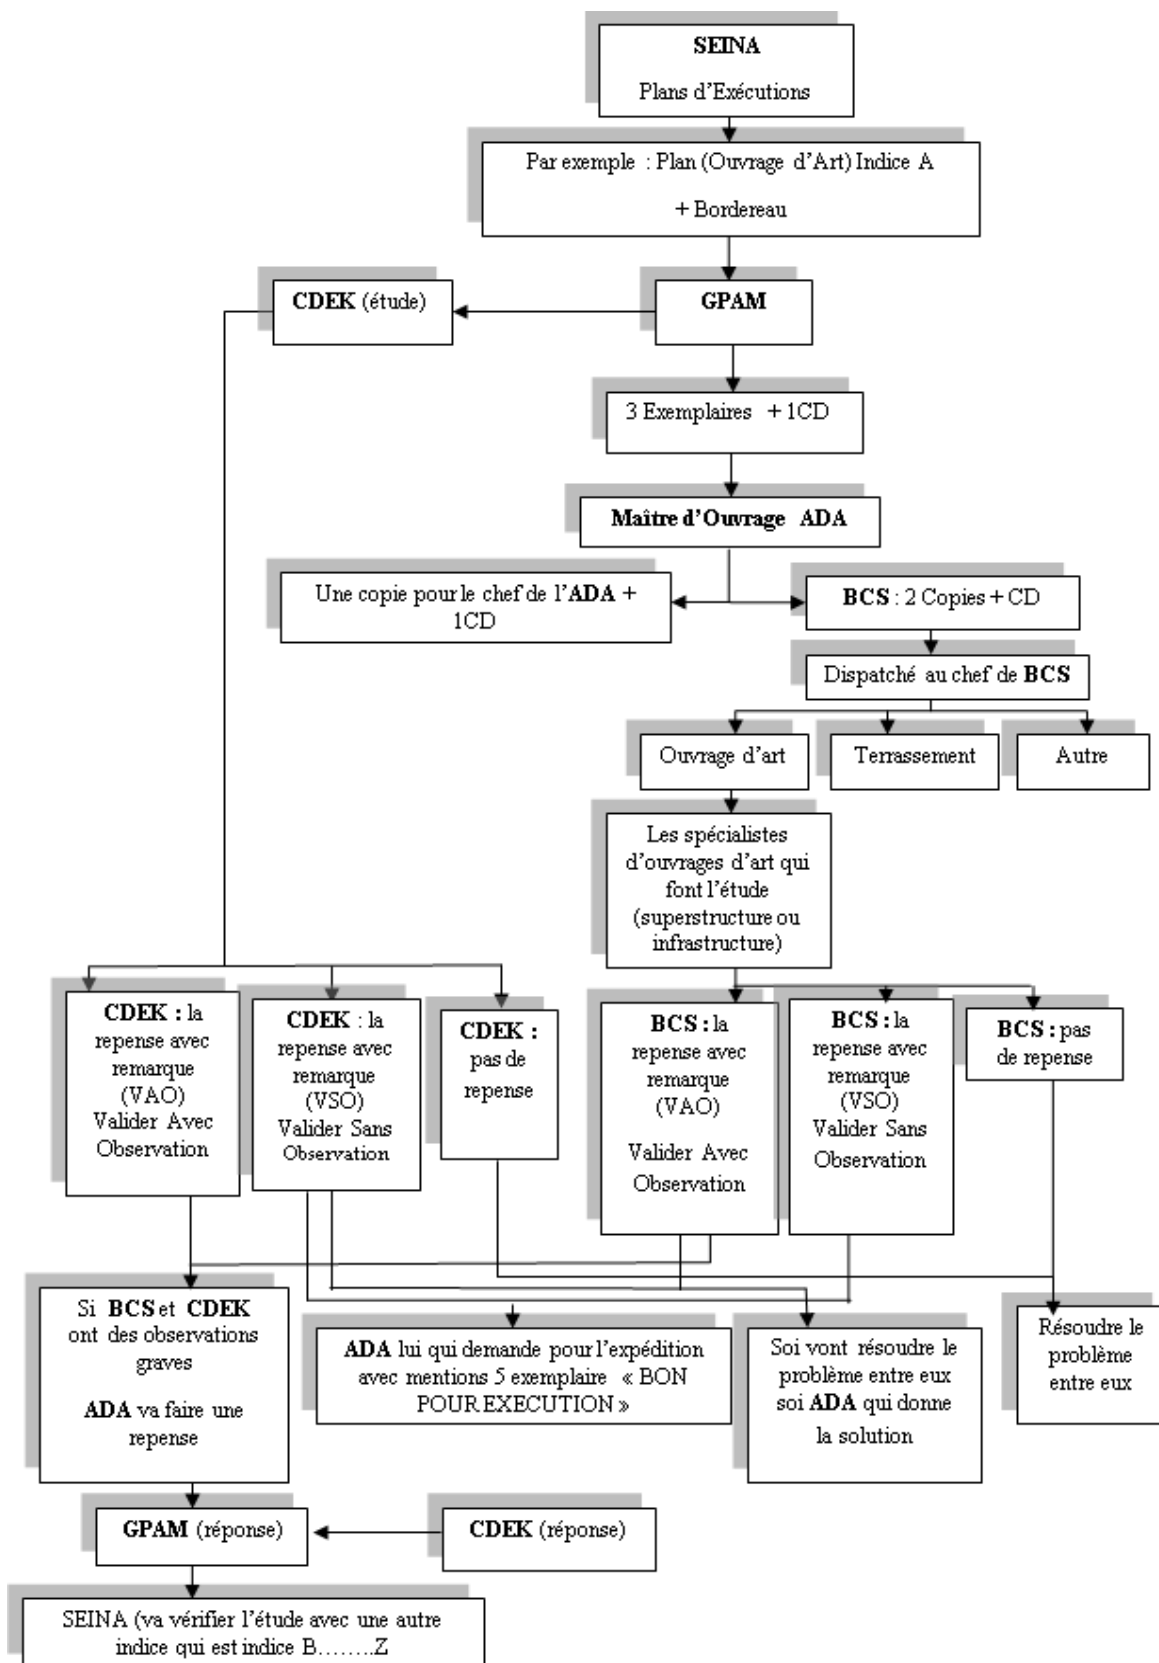 SEINA
Plans d'Exécutions
Par exemple : Plan (Ouvrage d'Art) Indice A
+ Bordereau
CDEK (étude)
GPAM
3 Exemplaires + 1CD
Maître d'Ouvrage ADA
Une copie pour le chef de l'ADA +
1CD
BCS : 2 Copies + CD
Dispatché au chef de BCS
Ouvrage d'art
Terrassement
Autre
Les spécialistes
d'ouvrages d'art qui
font l'étude
(superstructure ou
infrastructure)
CDEK : la
repense avec
remarque
(VAO)
Valider Avec
Observation
CDEK : la
repense avec
remarque
(VSO)
Valider Sans
Observation
CDEK :
pas de
repense
BCS : la
repense avec
remarque
(VAO)
Valider Avec
Observation
BCS : la
repense avec
remarque
(VSO)
Valider Sans
Observation
BCS : pas
de repense
Si BCS et CDEK
ont des observations
graves
ADA va faire une
repense
ADA lui qui demande pour l'expédition
avec mentions 5 exemplaire « BON
POUR EXECUTION »
Soi vont résoudre le
problème entre eux
soi ADA qui donne
la solution
Résoudre le
problème
entre eux
GPAM (réponse)
CDEK (réponse)
SEINA (va vérifier l'étude avec une autre
indice qui est indice B........Z